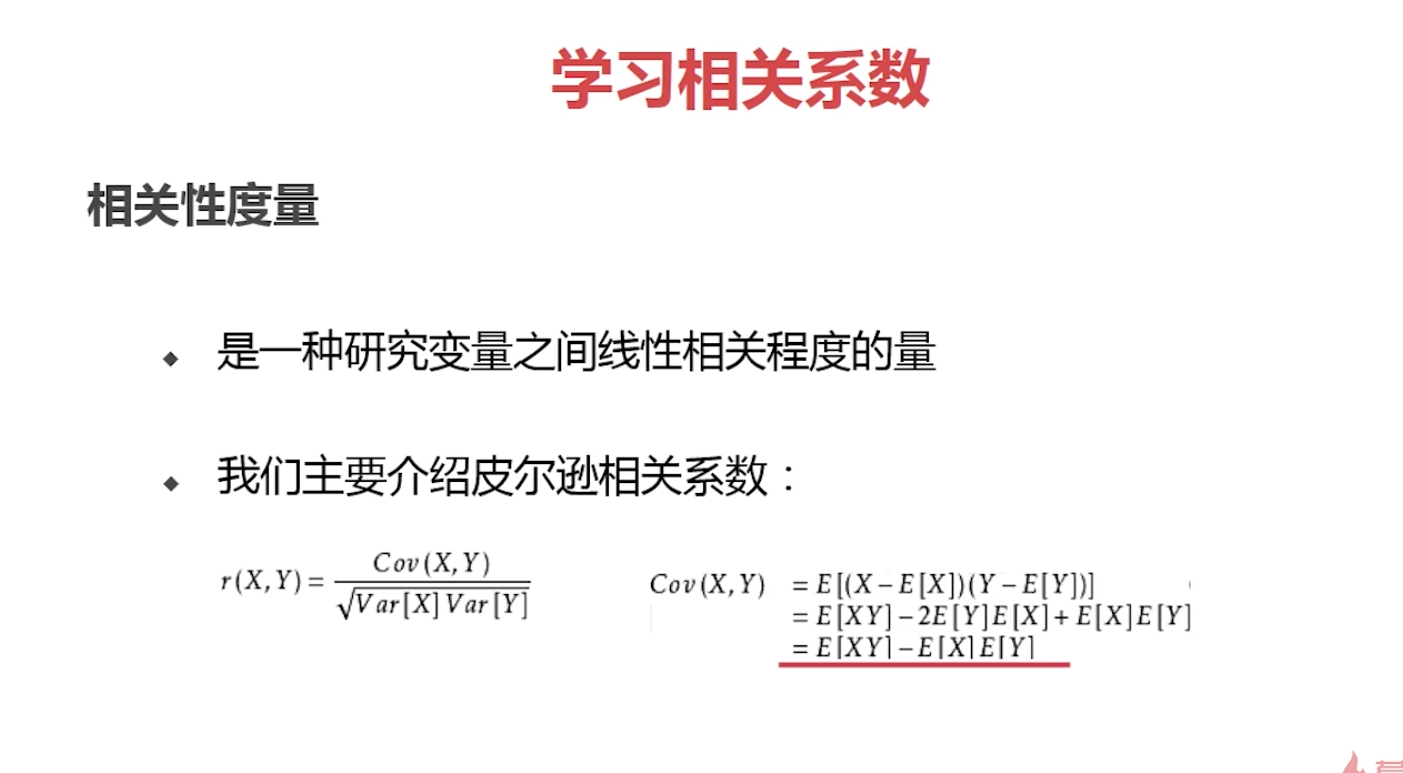 学习相关系数
相关性度量
是一种研究变量之间线性相关程度的量
我们主要介绍皮尔逊相关系数：
r(X,Y) = Cov(X,Y) / √Var[X]Var[Y]
Cov(X,Y) = E[(X−E[X])(Y−E[Y])]
= E[XY]−2E[Y]E[X]+E[X]E[Y]
= E[XY]−E[X]E[Y]